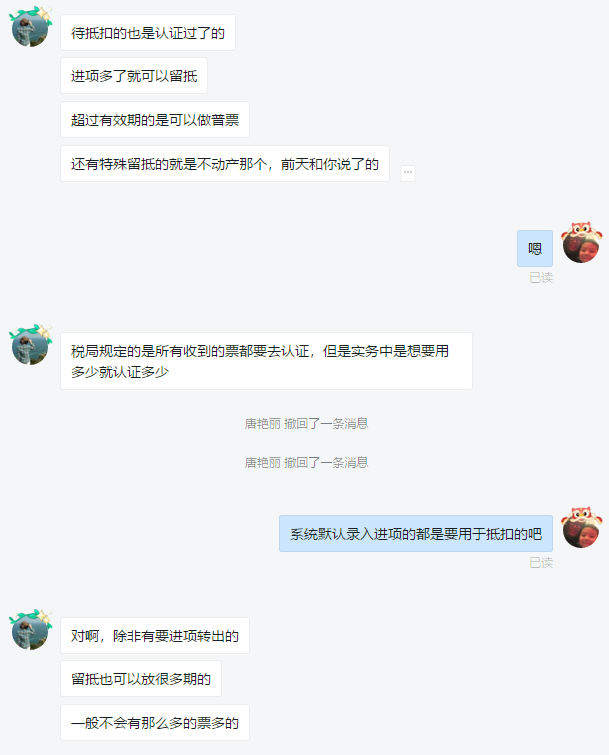 待抵扣的也是认证过了的
进项多了就可以留抵
超过有效期的是可以做普票
还有特殊留抵的就是不动产那个，前天和你说了的
嗯
已读
税局规定的是所有收到的票都要去认证，但是实务中是想要用
多少就认证多少
唐艳丽 撤回了一条消息
唐艳丽 撤回了一条消息
系统默认录入进项的都是要用于抵扣的吧
已读
对啊，除非有要进项转出的
留抵也可以放很多期的
一般不会有那么多的票多的